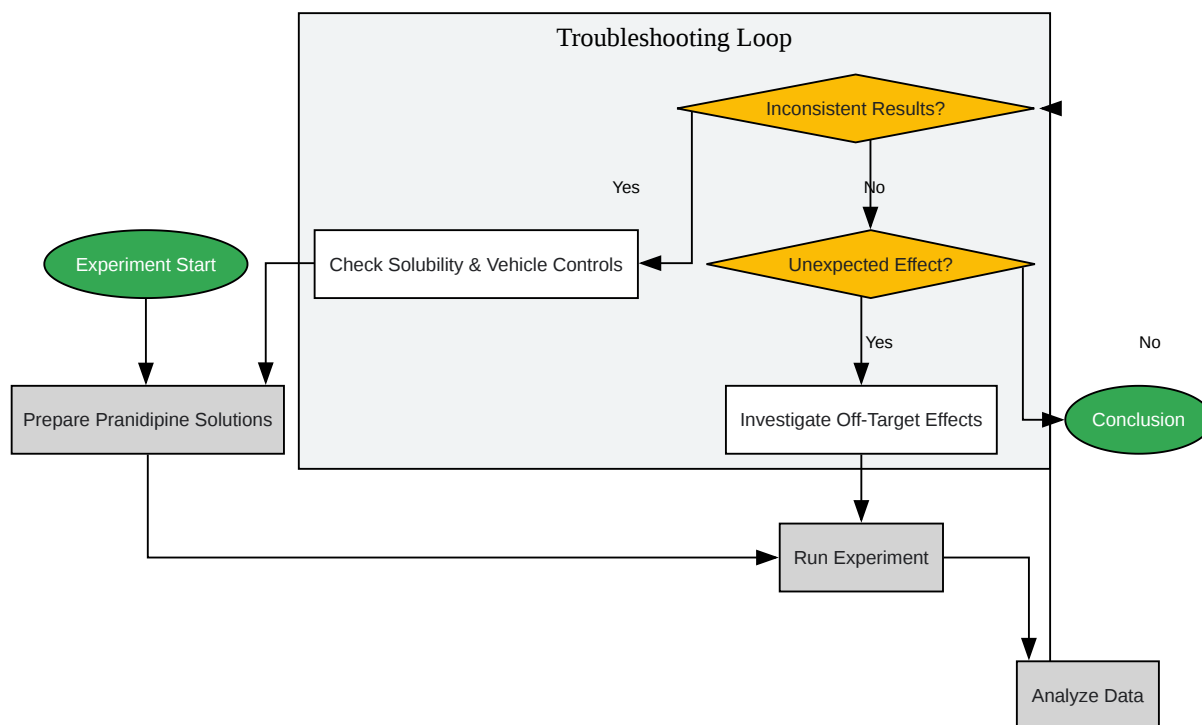 Troubleshooting Loop
Inconsistent Results?
Yes
No
Experiment Start
Check Solubility & Vehicle Controls
Unexpected Effect?
Yes
No
Prepare Pranidipine Solutions
Investigate Off-Target Effects
Conclusion
Run Experiment
Analyze Data